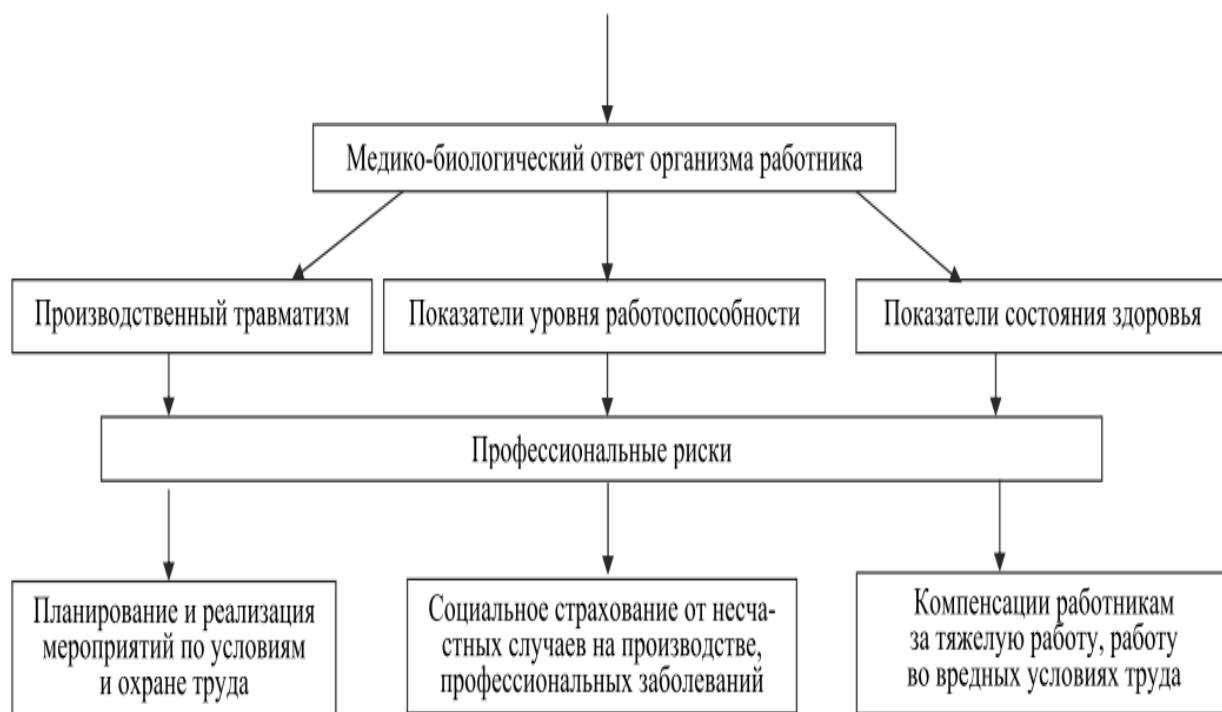 Медико-биологический ответ организма работника
Производственный травматизм
Показатели уровня работоспособности
Показатели состояния здоровья
Профессиональные риски
Планирование и реализация
мероприятий по условиям
и охране труда
Социальное страхование от несча-
стных случаев на производстве,
профессиональных заболеваний
Компенсации работникам
за тяжелую работу, работу
во вредных условиях труда